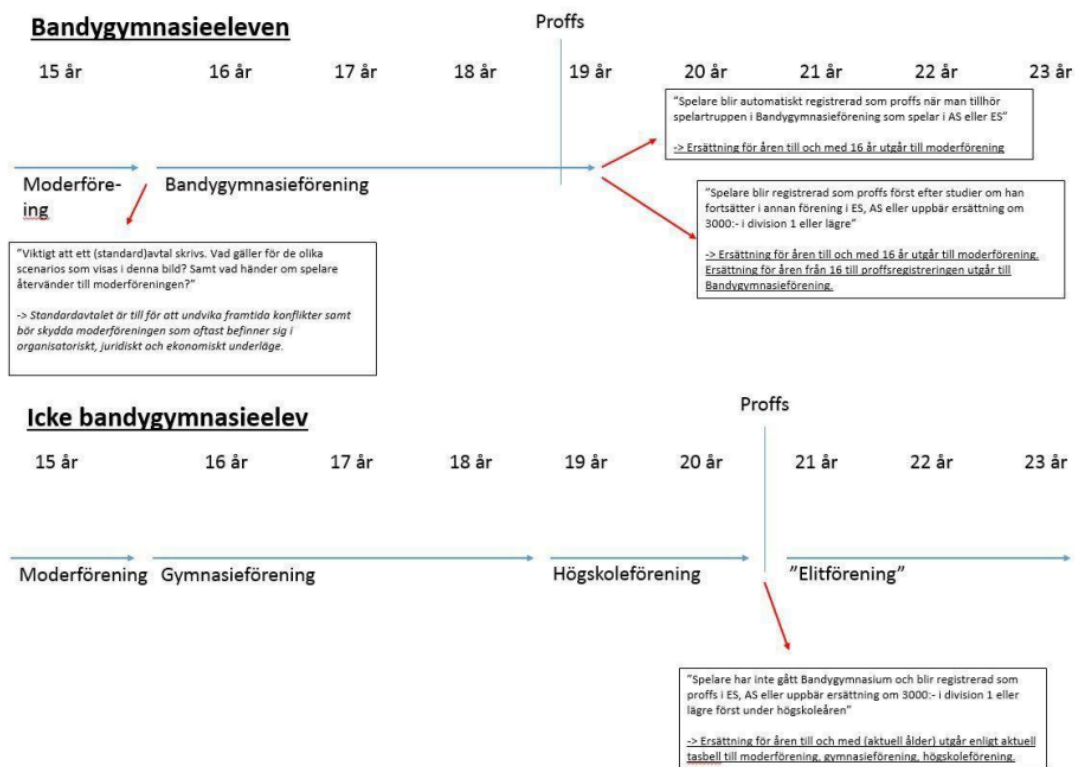 Bandygymnasieeleven
Proffs
15 år 16 år 17 år 18 år 19 år 20 år 21 år 22 år 23 år
"Spelare blir automatiskt registrerad som proffs när man tillhör
spelartruppen i Bandygymnasieförening som spelar i AS eller ES"
-> Ersättning för åren till och med 16 år utgår till moderförening
Moderföre-
ing
Bandygymnasieförening
"Spelare blir registrerad som proffs först efter studier om han
fortsätter i annan förening i ES, AS eller uppbär ersättning om
3000:- i division 1 eller lägre"
-> Ersättning för åren till och med 16 år utgår till moderförening.
Ersättning för åren från 16 till proffsregistreringen utgår till
Bandygymnasieförening.
"Viktigt att ett (standard)avtal skrivs. Vad gäller för de olika
scenarios som visas i denna bild? Samt vad händer om spelare
återvänder till moderföreningen?"
-> Standardavtalet är till för att undvika framtida konflikter samt
bör skydda moderföreningen som oftast befinner sig i
organisatoriskt, juridiskt och ekonomiskt underläge.
Icke bandygymnasieelev
Proffs
15 år 16 år 17 år 18 år 19 år 20 år 21 år 22 år 23 år
Moderförening Gymnasieförening Högskoleförening "Elitförening"
"Spelare har inte gått Bandygymnasium och blir registrerad som
proffs i ES, AS eller uppbär ersättning om 3000:- i division 1 eller
lägre först under högskoleåren"
-> Ersättning för åren till och med (aktuell ålder) utgår enligt aktuell
tasbell till moderförening, gymnasieförening, högskoleförening.